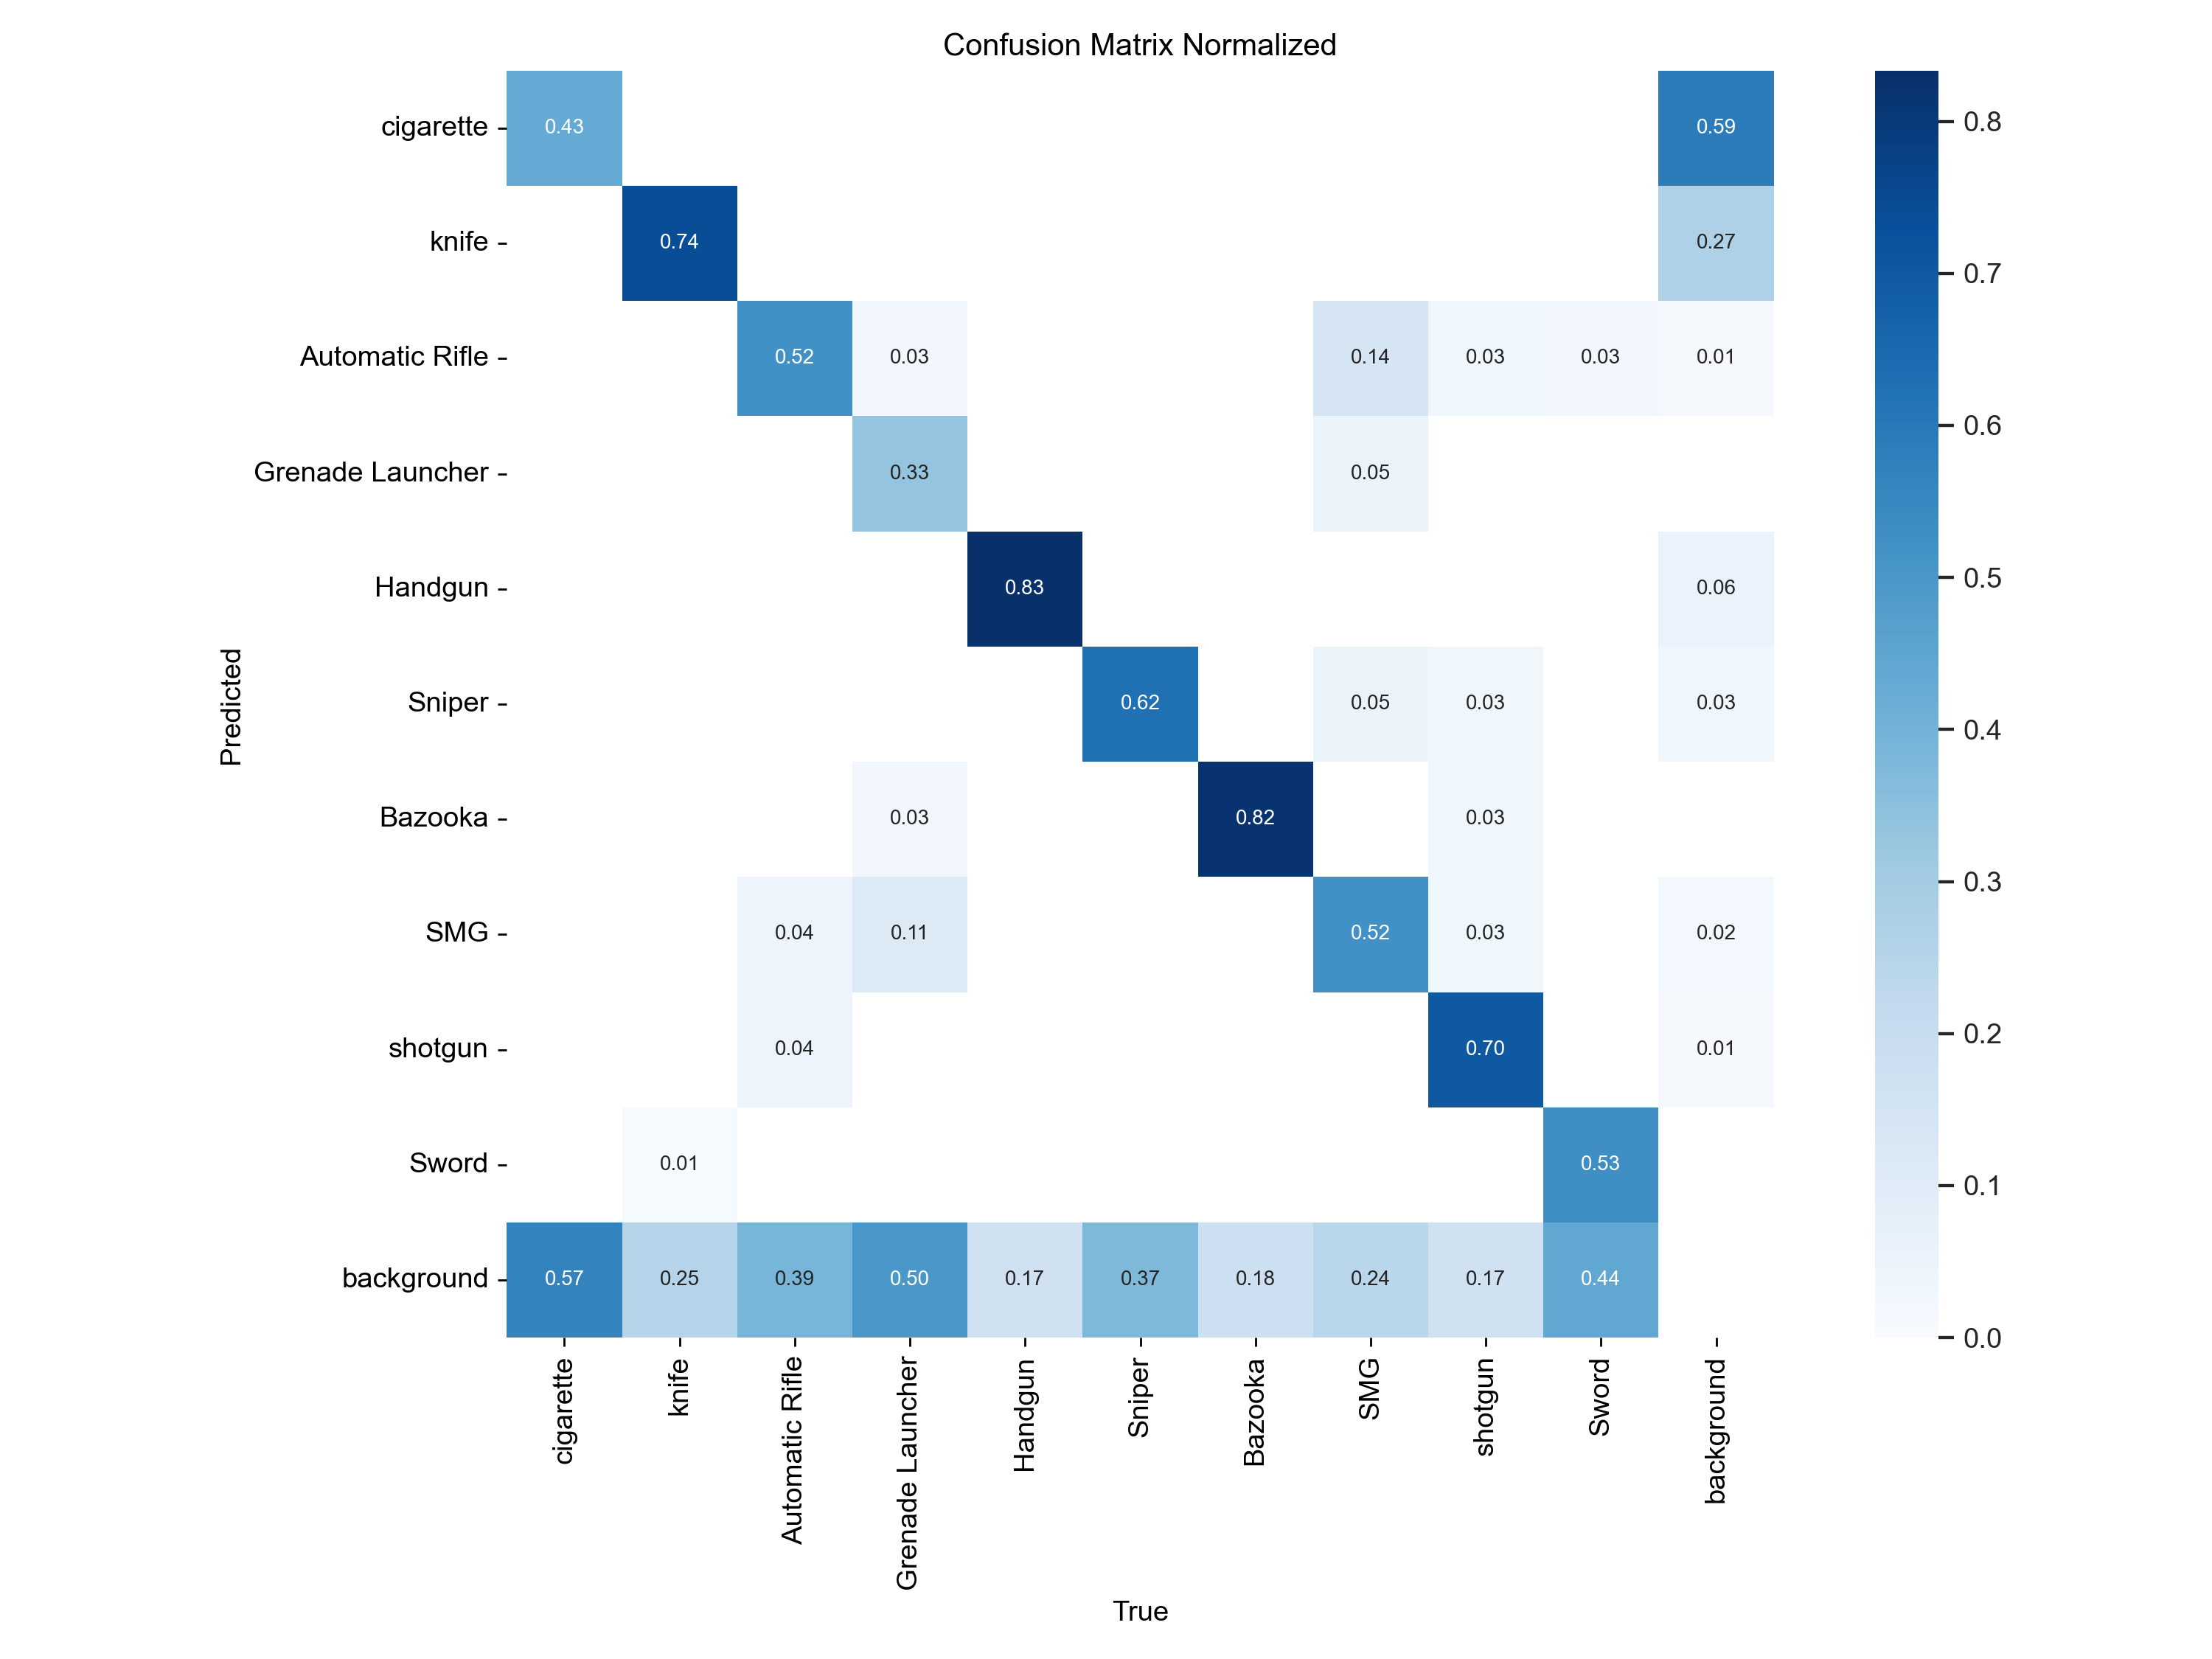 Confusion Matrix Normalized
cigarette 0.43 0.59
knife 0.74 0.27
Automatic Rifle 0.52 0.03 0.14 0.03 0.03 0.01
Grenade Launcher 0.33 0.05
Handgun 0.83 0.06
Sniper 0.62 0.05 0.03 0.03
Bazooka 0.03 0.82 0.03
SMG 0.04 0.11 0.52 0.03 0.02
shotgun 0.04 0.70 0.01
Sword 0.01 0.53
background 0.57 0.25 0.39 0.50 0.17 0.37 0.18 0.24 0.17 0.44
Predicted
cigarette
knife
Automatic Rifle
Grenade Launcher
Handgun
Sniper
Bazooka
SMG
shotgun
Sword
background
True
0.8
0.7
0.6
0.5
0.4
0.3
0.2
0.1
0.0